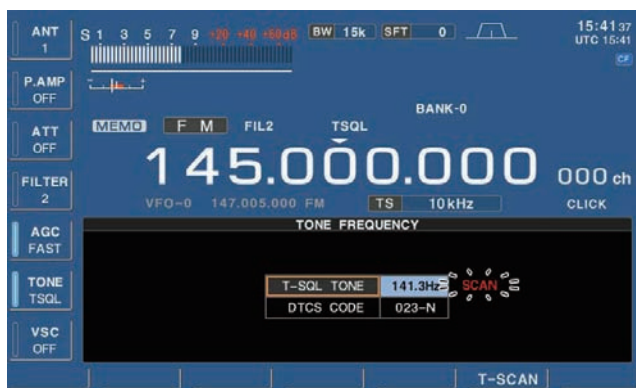 ANT
1
S 1 3 5 7 9 +20 +40 +60dB
BW 15k SFT 0
15:41 37
UTC 15:41
P.AMP
OFF
BANK-0
MEMO FM FIL2 TSQL
ATT
OFF
145.000.000 000 ch
FILTER
2
VFO-0 147.005.000 FM TS 10kHz CLICK
AGC
FAST
TONE FREQUENCY
TONE
TSQL
T-SQL TONE 141.3Hz SCAN
DTCS CODE 023-N
VSC
OFF
T-SCAN